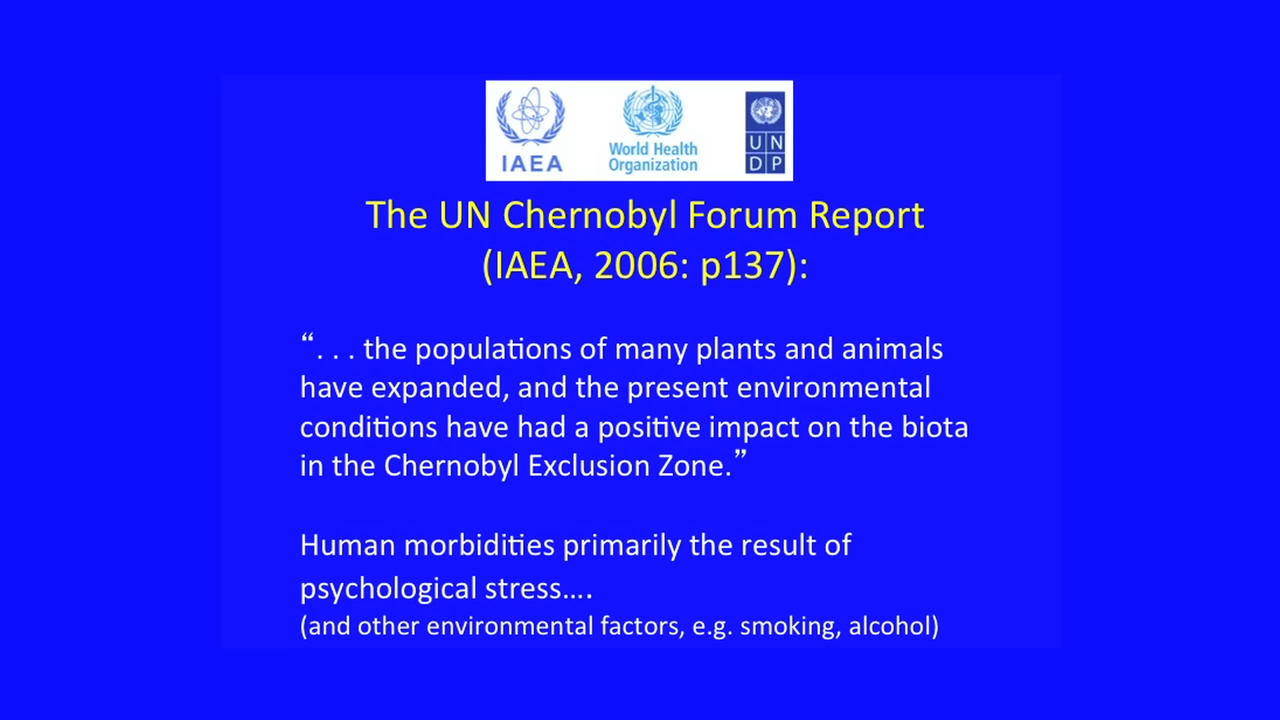 IAEA
World Health
Organization
U N
D P
The UN Chernobyl Forum Report
(IAEA, 2006: p137):
“. . . the populations of many plants and animals
have expanded, and the present environmental
conditions have had a positive impact on the biota
in the Chernobyl Exclusion Zone.”
Human morbidities primarily the result of
psychological stress….
(and other environmental factors, e.g. smoking, alcohol)